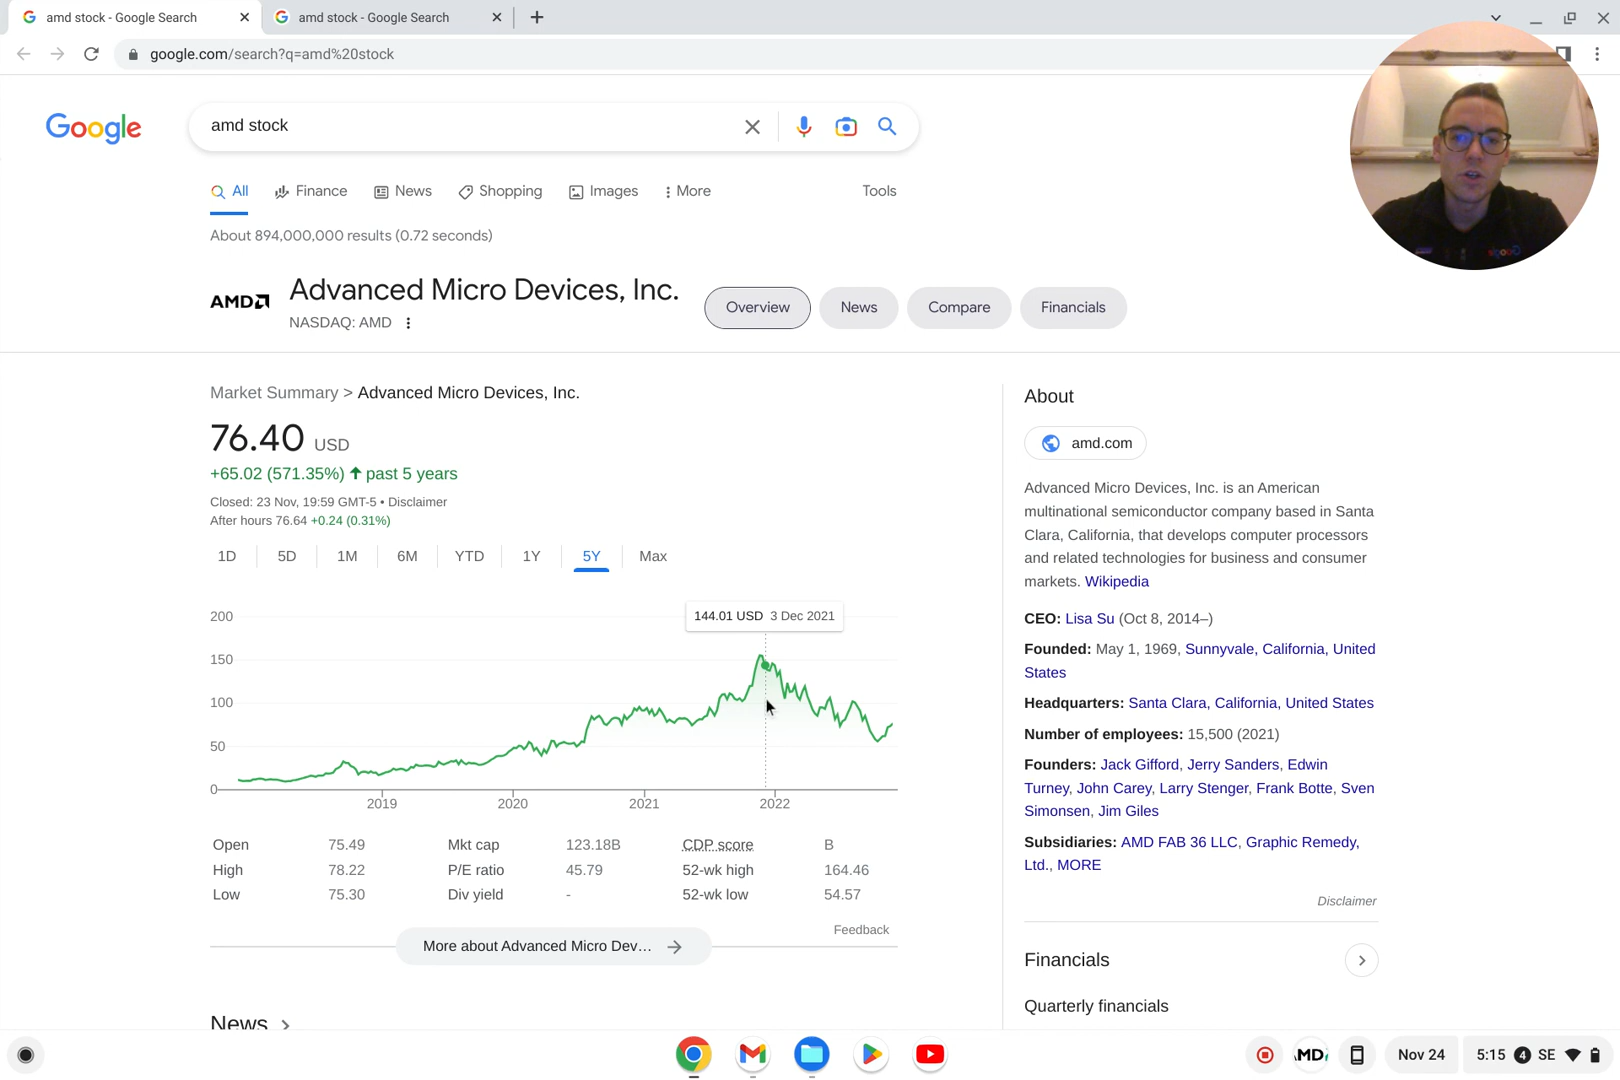 amd stock - Google Search
amd stock - Google Search
google.com/search?q=amd%20stock
Google
amd stock
All
Finance
News
Shopping
Images
More
Tools
About 894,000,000 results (0.72 seconds)
AMD
Advanced Micro Devices, Inc.
NASDAQ: AMD
Overview
News
Compare
Financials
Market Summary > Advanced Micro Devices, Inc.
76.40 USD
+65.02 (571.35%) past 5 years
Closed: 23 Nov, 19:59 GMT-5 • Disclaimer
After hours 76.64 +0.24 (0.31%)
1D 5D 1M 6M YTD 1Y 5Y Max
144.01 USD 3 Dec 2021
200
150
100
50
0
2019 2020 2021 2022
Open 75.49 Mkt cap 123.18B CDP score B
High 78.22 P/E ratio 45.79 52-wk high 164.46
Low 75.30 Div yield - 52-wk low 54.57
Feedback
More about Advanced Micro Dev...
News
About
amd.com
Advanced Micro Devices, Inc. is an American
multinational semiconductor company based in Santa
Clara, California, that develops computer processors
and related technologies for business and consumer
markets. Wikipedia
CEO: Lisa Su (Oct 8, 2014–)
Founded: May 1, 1969, Sunnyvale, California, United
States
Headquarters: Santa Clara, California, United States
Number of employees: 15,500 (2021)
Founders: Jack Gifford, Jerry Sanders, Edwin
Turney, John Carey, Larry Stenger, Frank Botte, Sven
Simonsen, Jim Giles
Subsidiaries: AMD FAB 36 LLC, Graphic Remedy,
Ltd., MORE
Disclaimer
Financials
Quarterly financials
Nov 24
5:15 4 SE